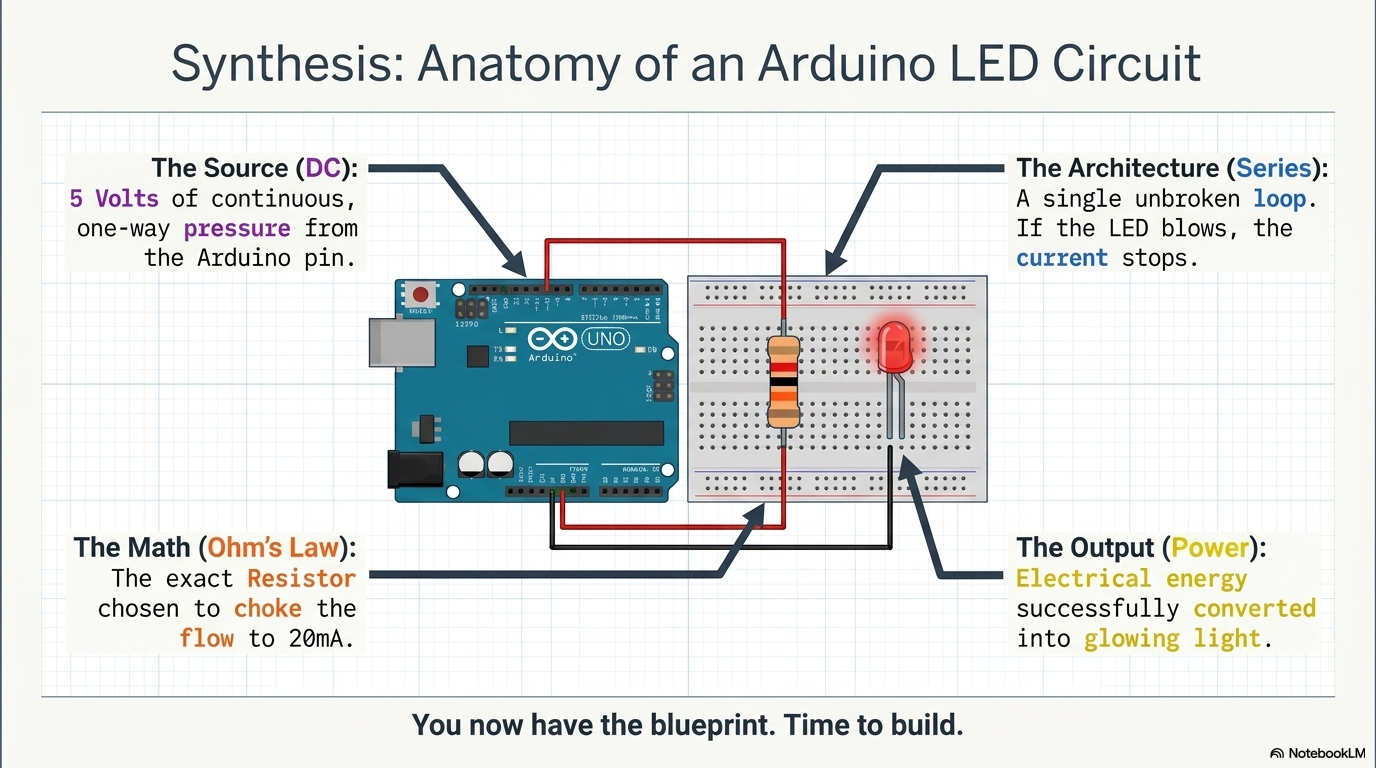 Synthesis: Anatomy of an Arduino LED Circuit
The Source (DC):
5 Volts of continuous,
one-way pressure from
the Arduino pin.
The Architecture (Series):
A single unbroken loop.
If the LED blows, the
current stops.
UNO
Arduino
The Math (Ohm's Law):
The exact Resistor
chosen to choke the
flow to 20mA.
The Output (Power):
Electrical energy
successfully converted
into glowing light.
You now have the blueprint. Time to build.
NotebookLM